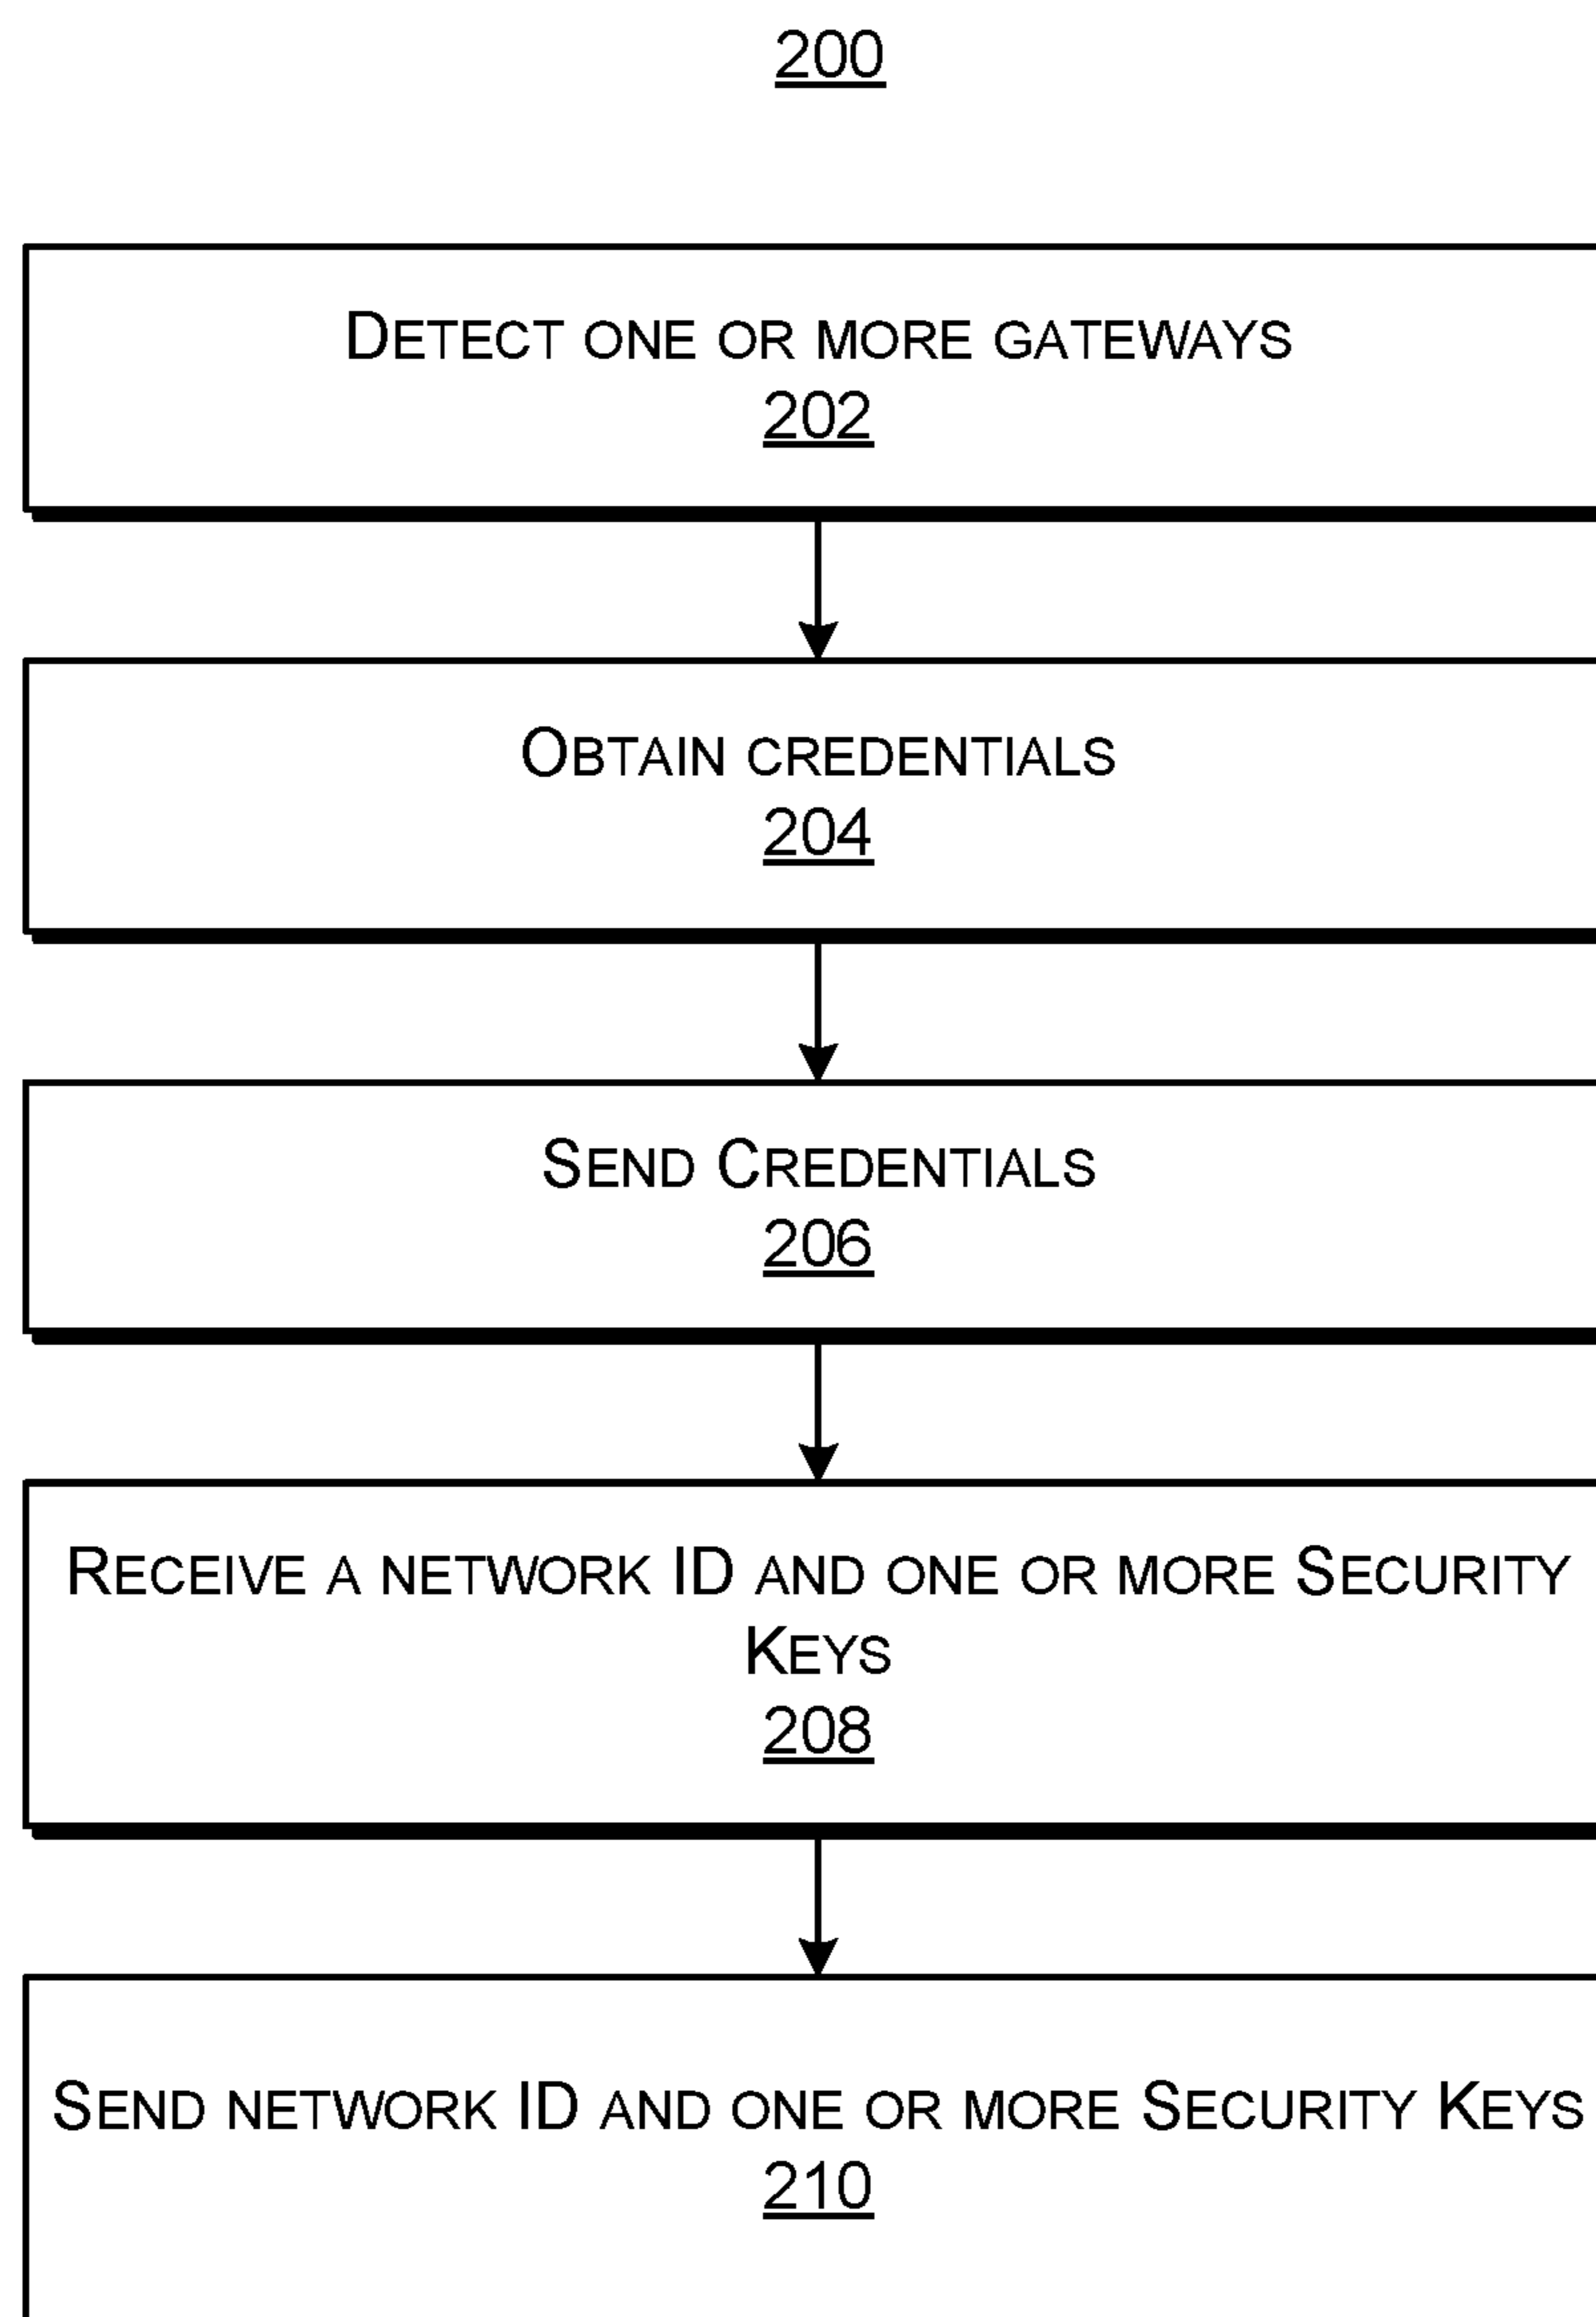 200
DETECT ONE OR MORE GATEWAYS
202
OBTAIN CREDENTIALS
204
SEND CREDENTIALS
206
RECEIVE A NETWORK ID AND ONE OR MORE SECURITY
KEYS
208
SEND NETWORK ID AND ONE OR MORE SECURITY KEYS
210